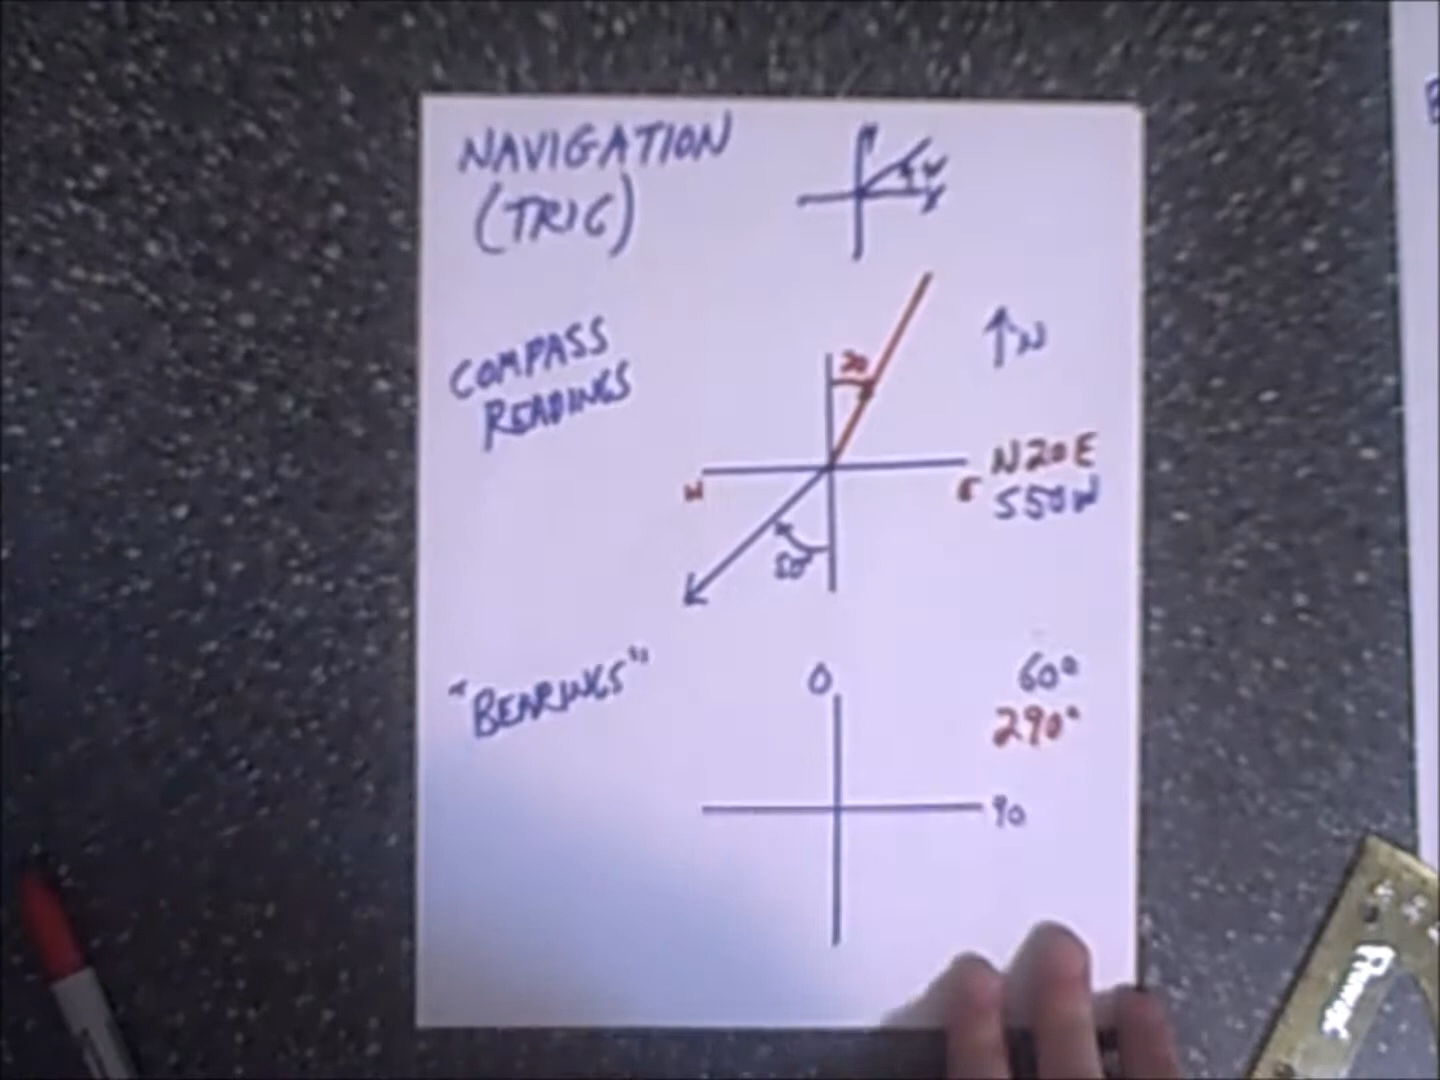 NAVIGATION
(TRIG)
COMPASS
READINGS
20
N
W
E
N20E
S50W
50°
"BEARINGS"
0
60°
290°
90